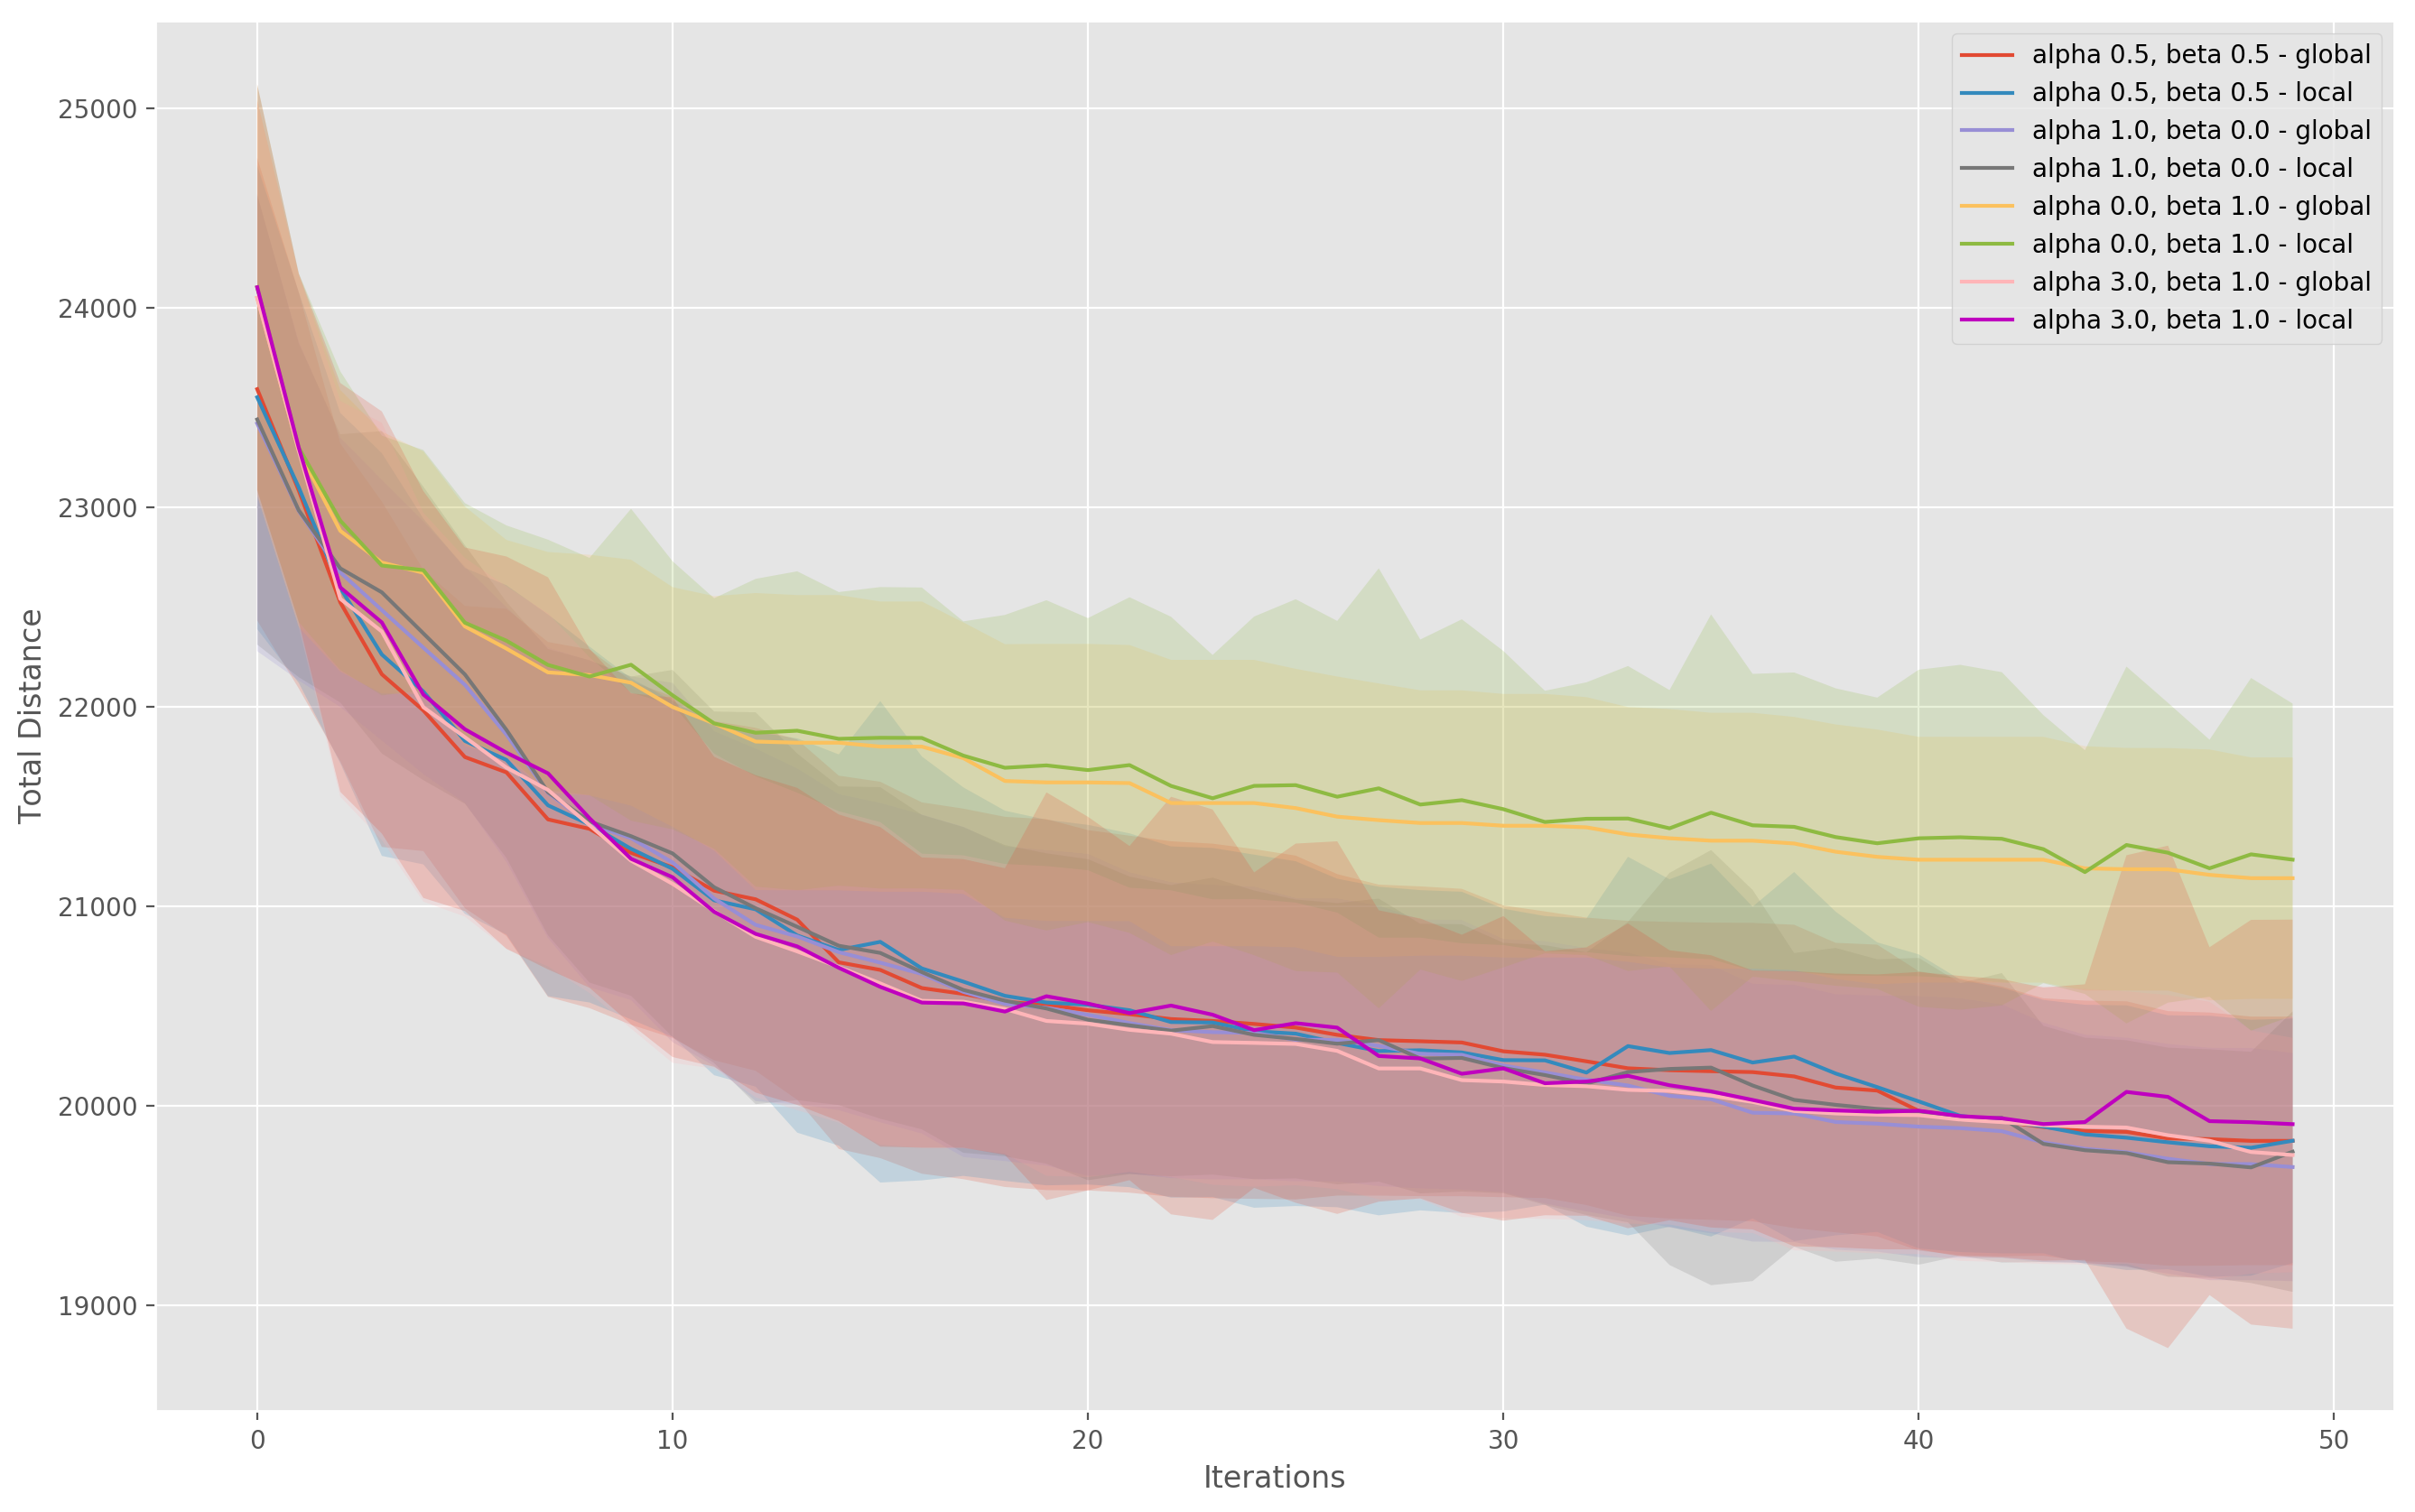 25000
24000
23000
22000
21000
20000
19000
Total Distance
0
10
20
30
40
50
Iterations
alpha 0.5, beta 0.5 - global
alpha 0.5, beta 0.5 - local
alpha 1.0, beta 0.0 - global
alpha 1.0, beta 0.0 - local
alpha 0.0, beta 1.0 - global
alpha 0.0, beta 1.0 - local
alpha 3.0, beta 1.0 - global
alpha 3.0, beta 1.0 - local